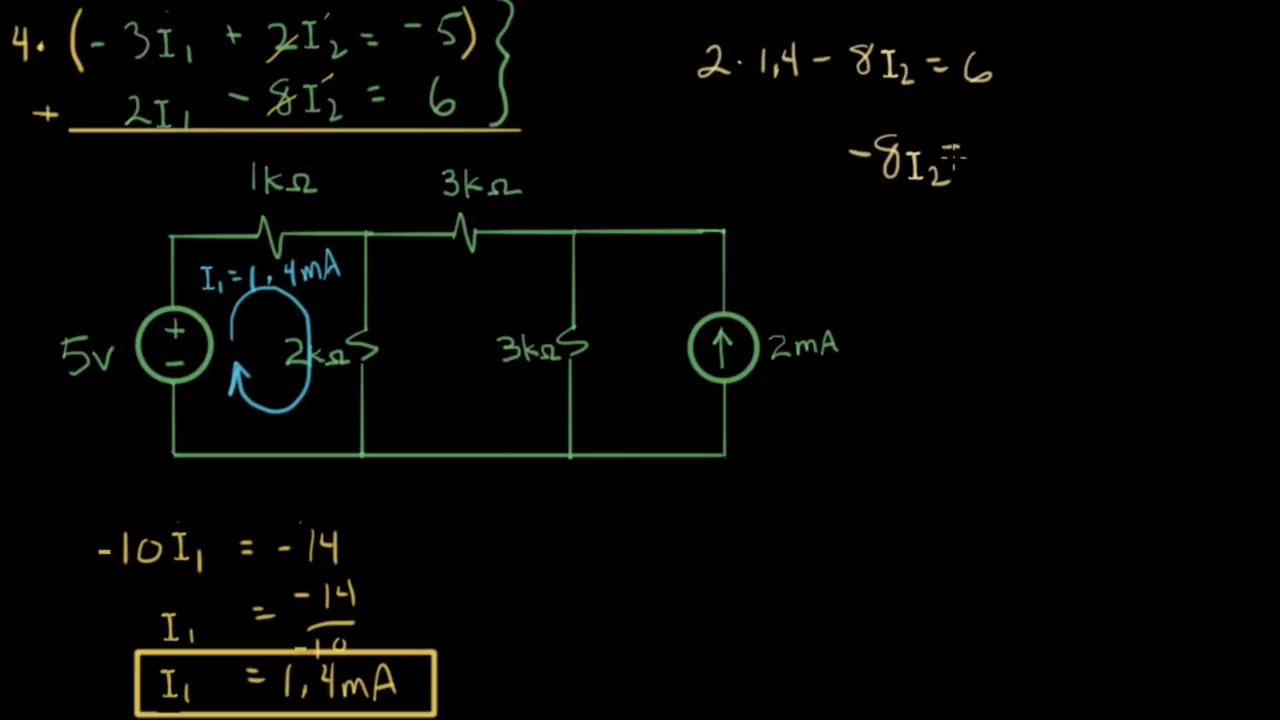 4. (-3I₁ + 2I₂ = -5)
+ 2I₁ - 8I₂ = 6
2·1,4 - 8I₂ = 6
-8I₂ =
1kΩ
3kΩ
I₁ = 1,4mA
5v
+
-
2kΩ
3kΩ
2mA
-10I₁ = -14
I₁ = -14
-10
I₁ = 1,4mA